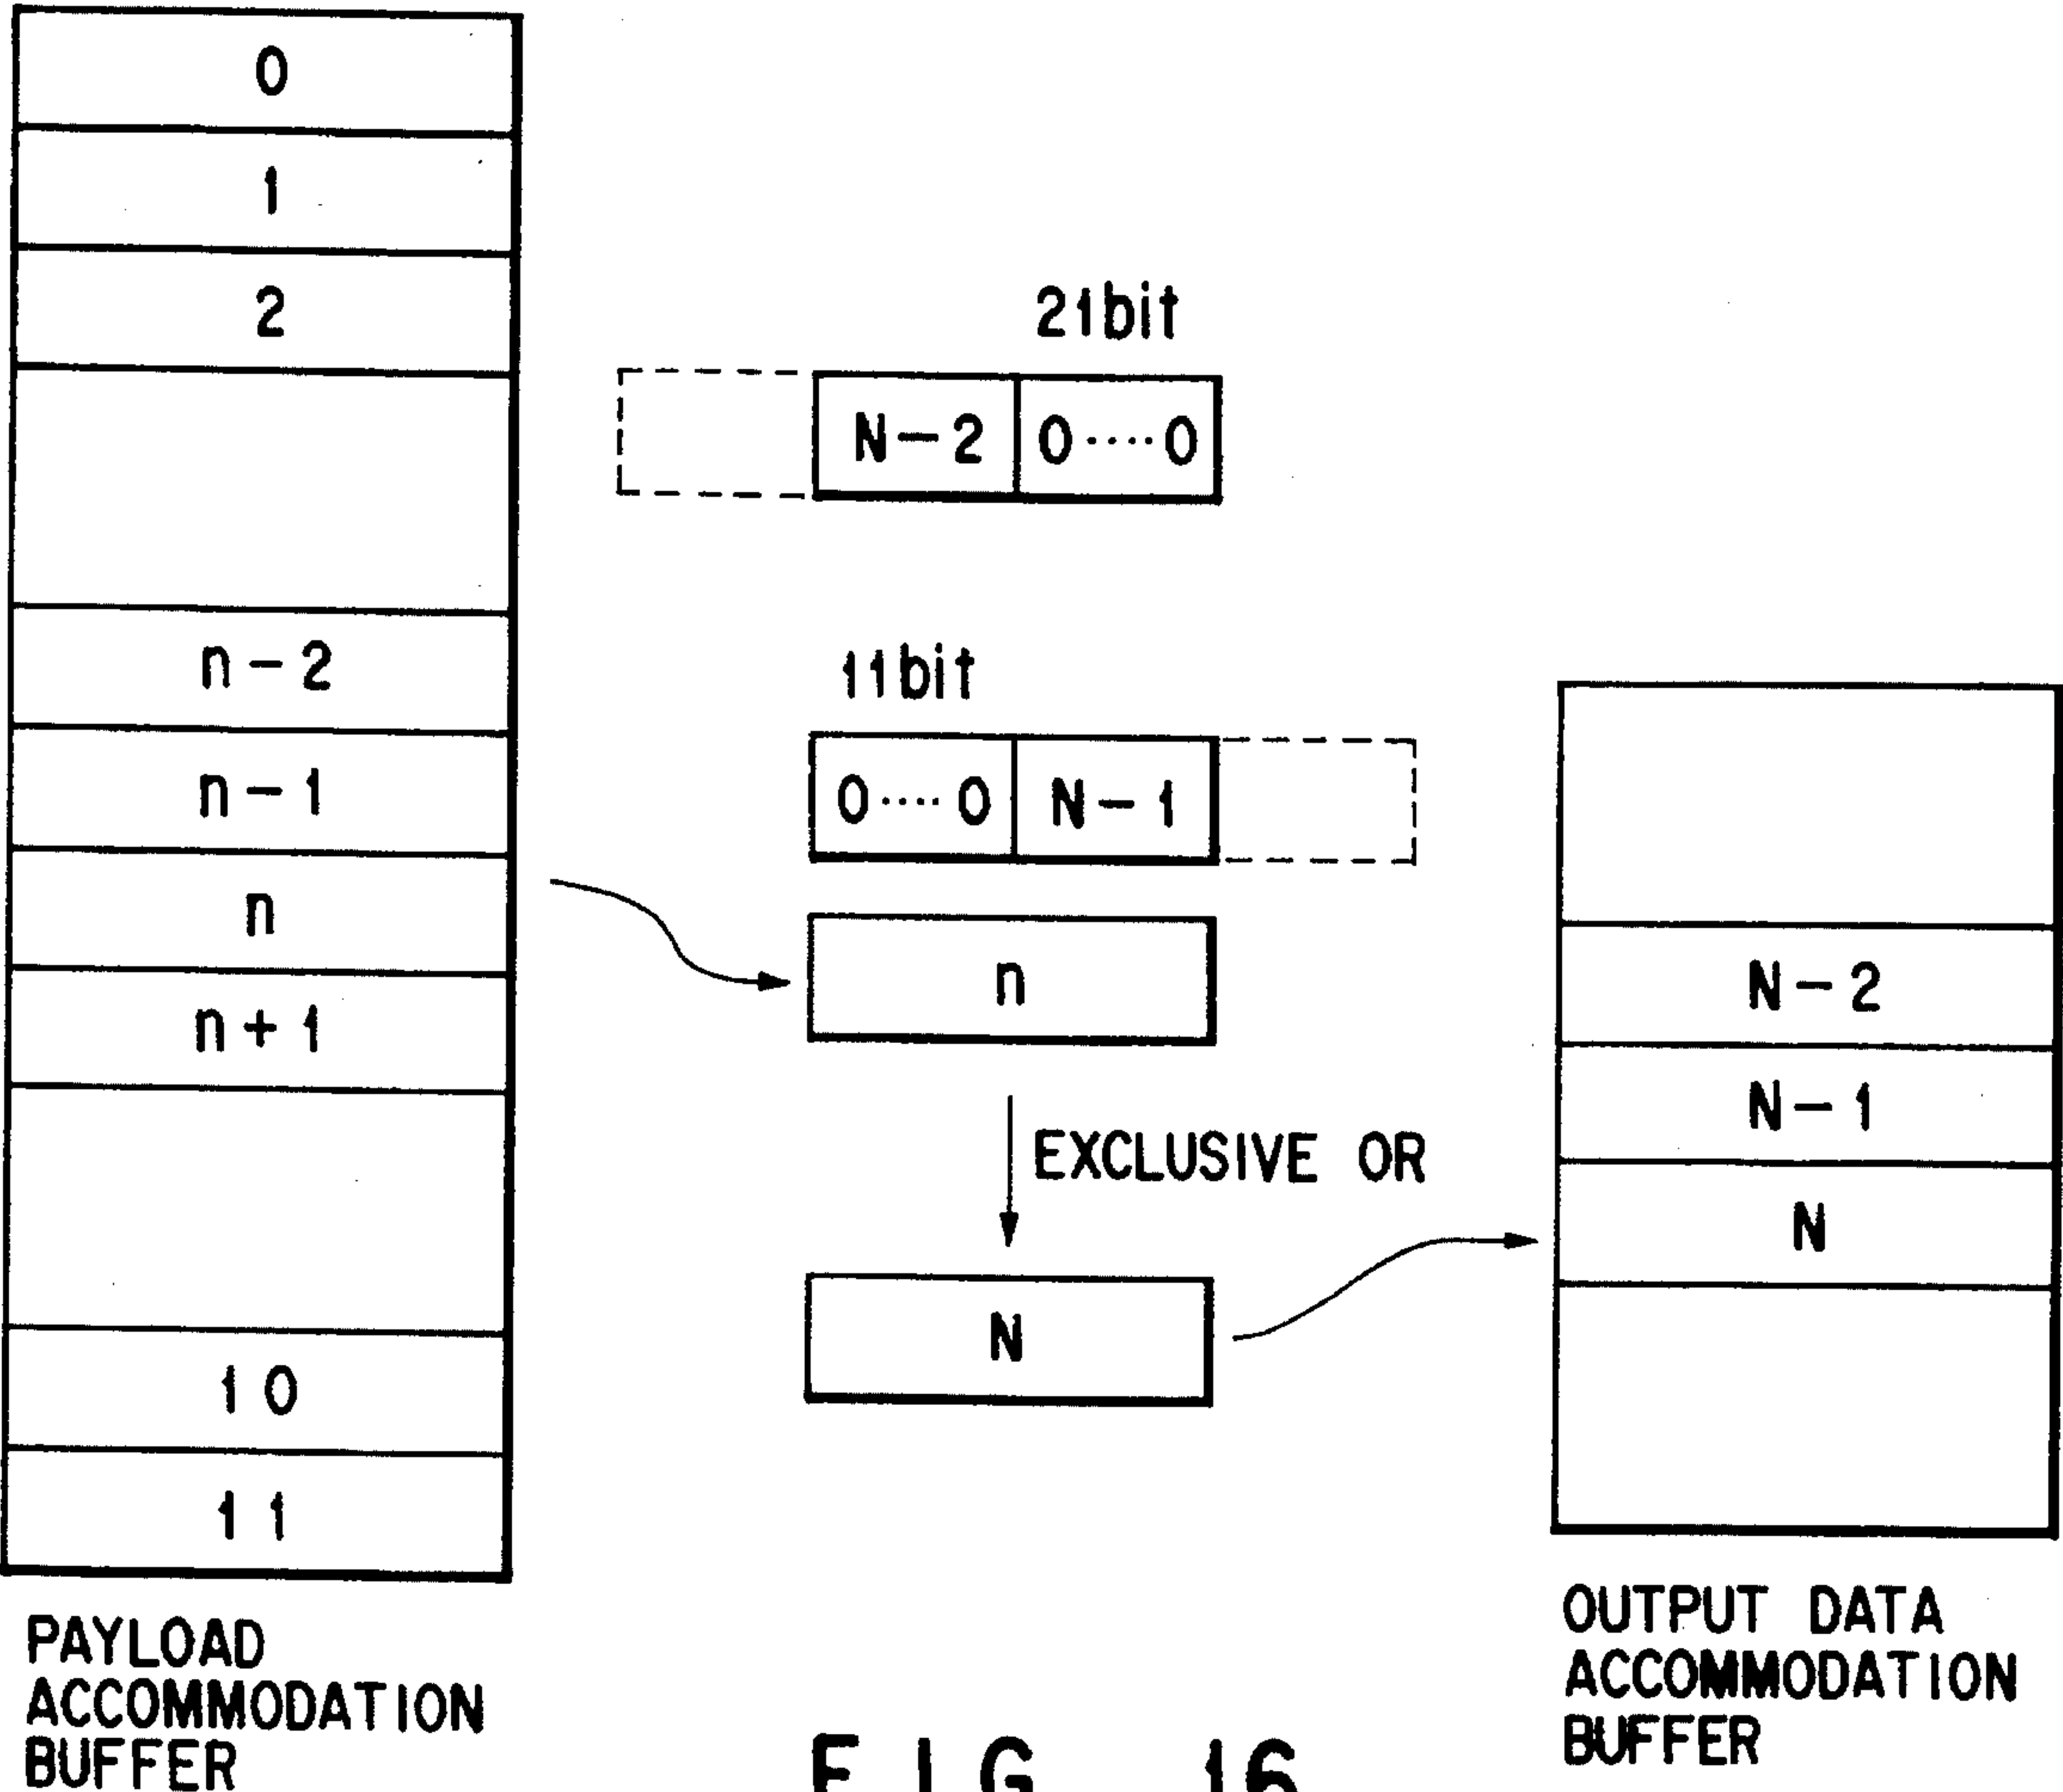 0
1
2
n-2
n-1
n
n+1
10
11
PAYLOAD
ACCOMMODATION
BUFFER
21bit
N-2 0····0
11bit
0····0 N-1
n
EXCLUSIVE OR
N
N-2
N-1
N
OUTPUT DATA
ACCOMMODATION
BUFFER
FIG. 16